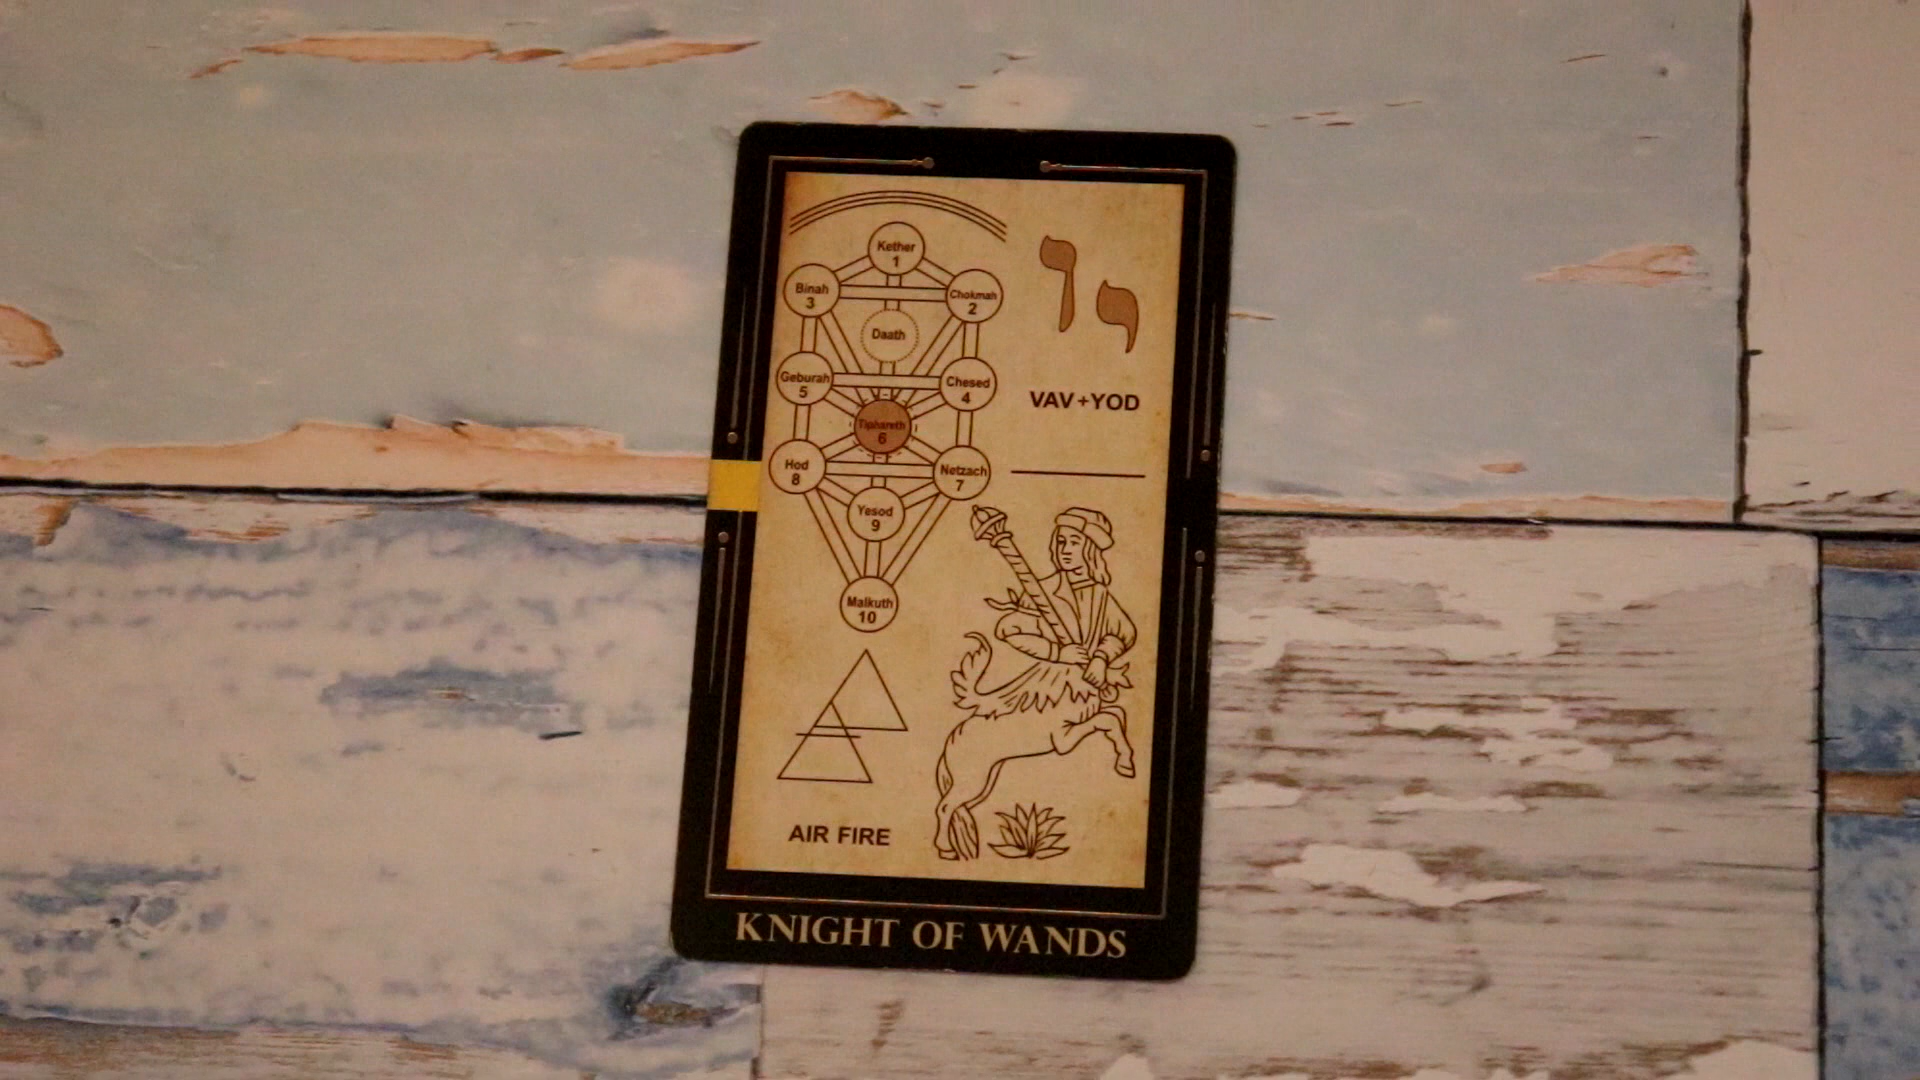 Kether
1
Binah
3
Chokmah
2
Daath
Geburah
5
Chesed
4
Tiphareth
6
Hod
8
Netzach
7
Yesod
9
Malkuth
10
ו י
VAV+YOD
AIR FIRE
KNIGHT OF WANDS